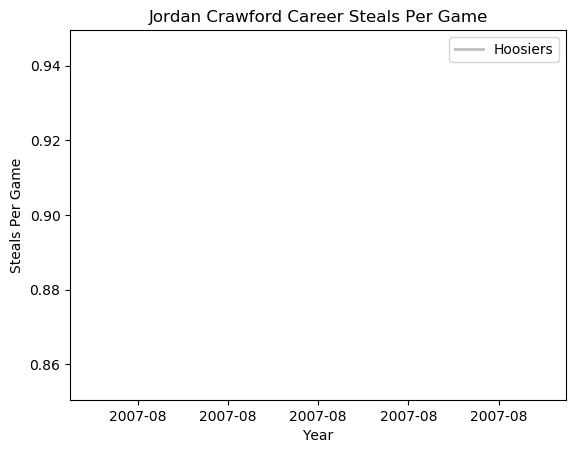 Jordan Crawford Career Steals Per Game
Hoosiers
0.94
0.92
0.90
0.88
0.86
Steals Per Game
2007-08 2007-08 2007-08 2007-08 2007-08
Year